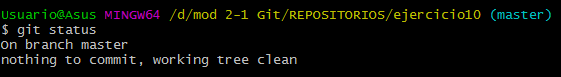 Usuario@Asus MINGW64 /d/mod 2-1 Git/REPOSITORIOS/ejercicio10 (master)
$ git status
On branch master
nothing to commit, working tree clean